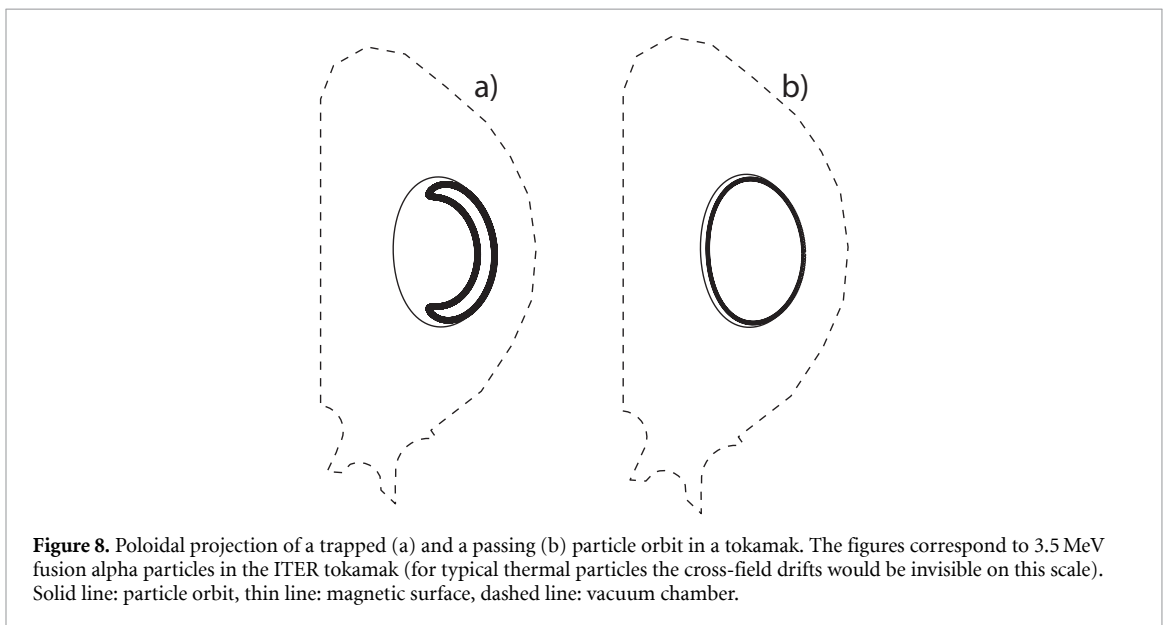 a)
b)
Figure 8. Poloidal projection of a trapped (a) and a passing (b) particle orbit in a tokamak. The figures correspond to 3.5 MeV
fusion alpha particles in the ITER tokamak (for typical thermal particles the cross-field drifts would be invisible on this scale).
Solid line: particle orbit, thin line: magnetic surface, dashed line: vacuum chamber.